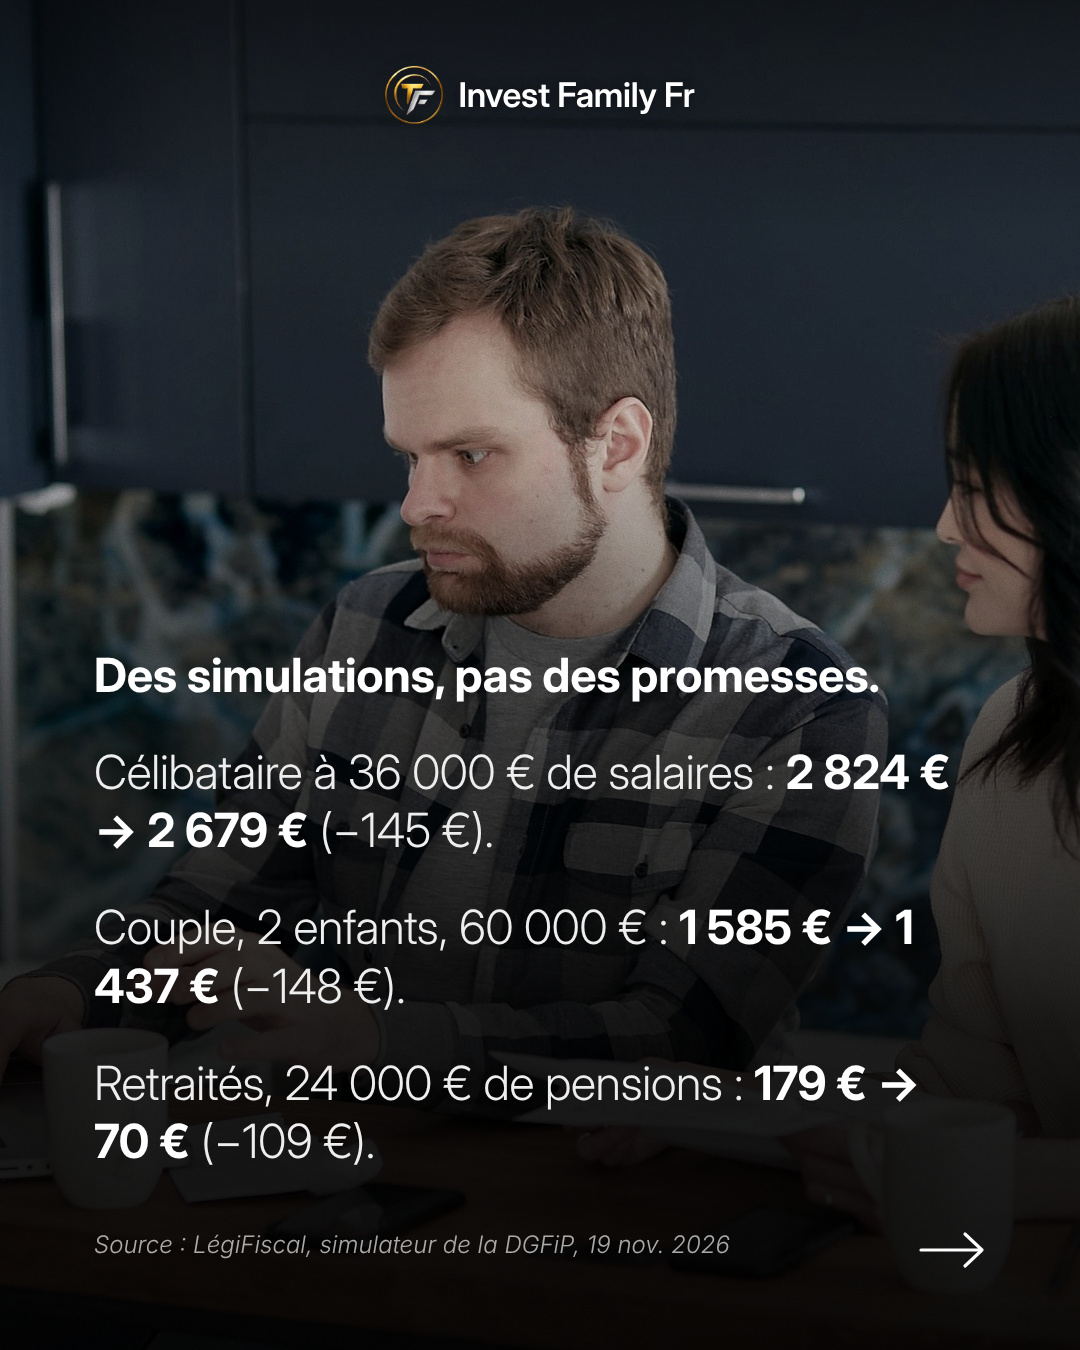 Invest Family Fr
Des simulations, pas des promesses.
Célibataire à 36 000 € de salaires : 2 824 €
→ 2 679 € (−145 €).
Couple, 2 enfants, 60 000 € : 1 585 € → 1
437 € (−148 €).
Retraités, 24 000 € de pensions : 179 € →
70 € (−109 €).
Source : LégiFiscal, simulateur de la DGFiP, 19 nov. 2026